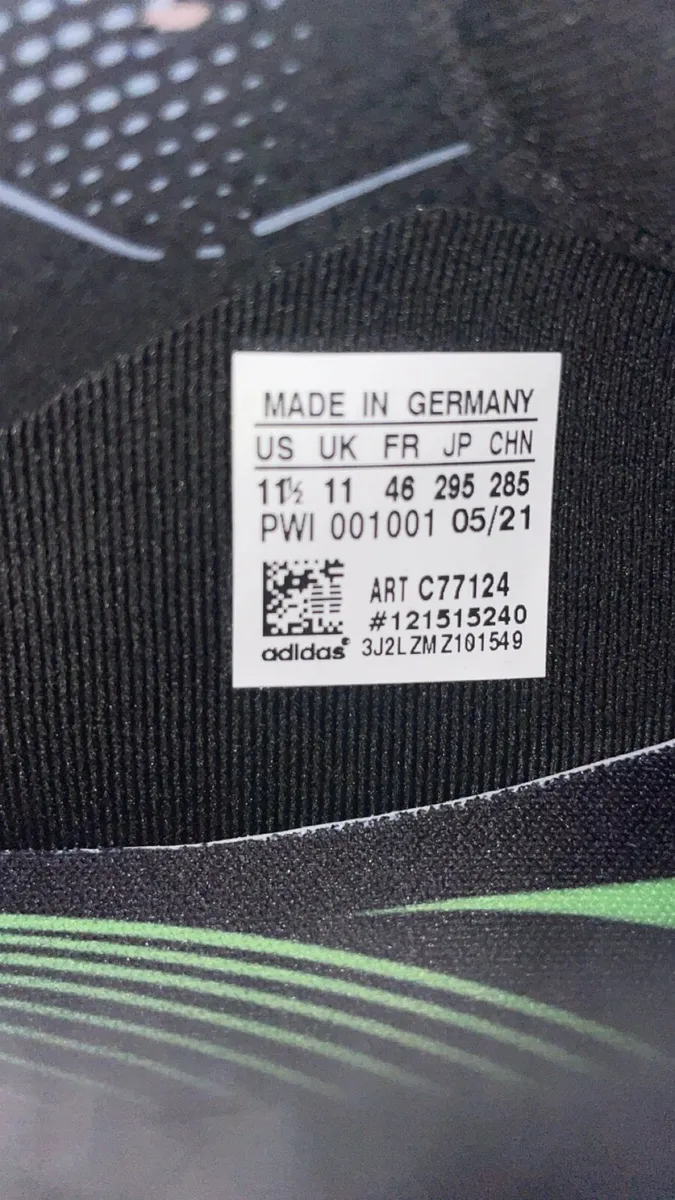 MADE IN GERMANY
US UK FR JP CHN
11½ 11 46 295 285
PWI 001001 05/21
ART C77124
#121515240
adidas® 3J2LZMZ101549